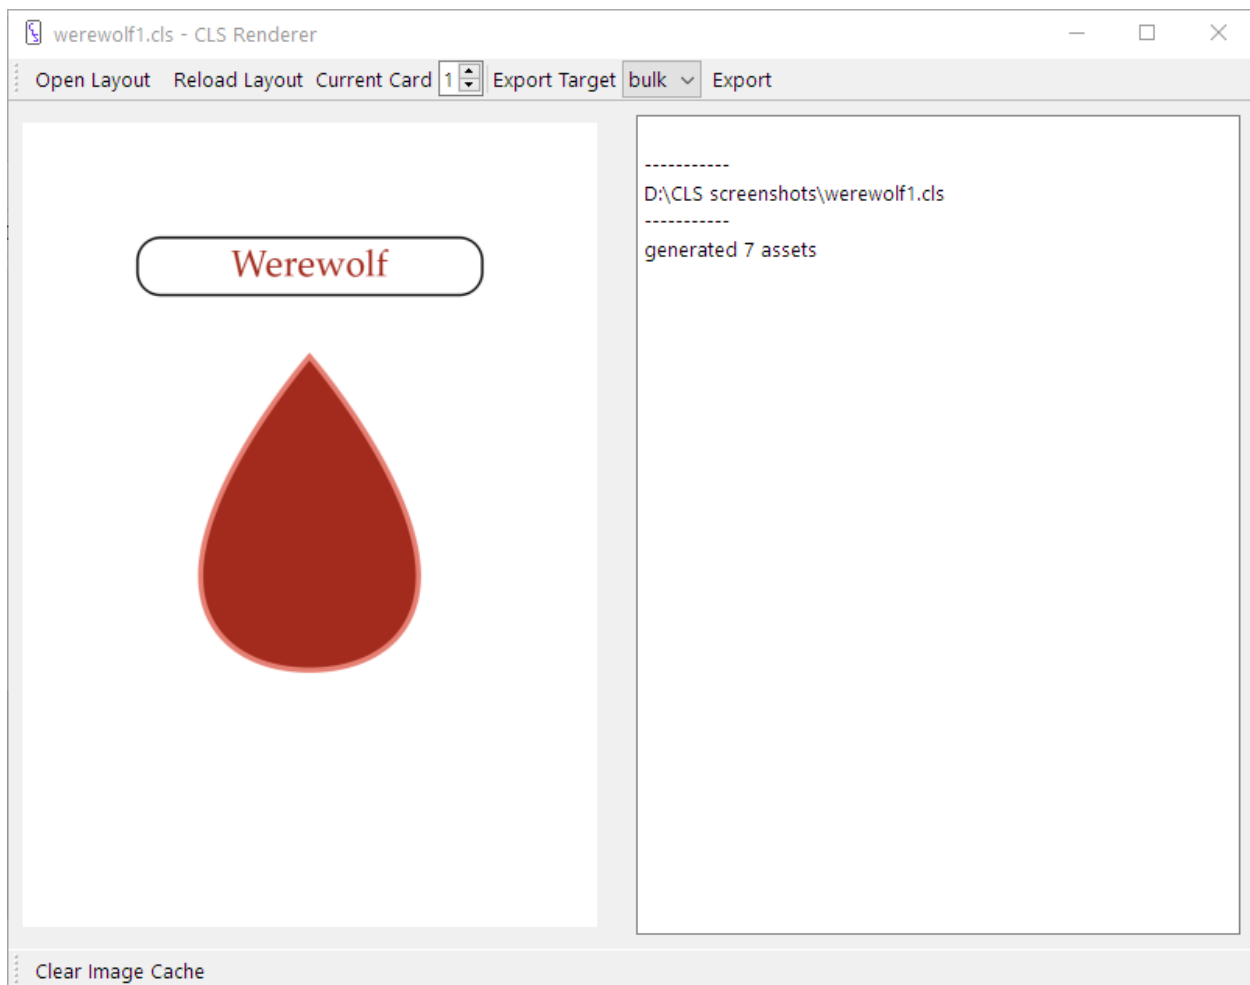 werewolf1.cls - CLS Renderer
Open Layout Reload Layout Current Card 1 Export Target bulk Export
Werewolf
-----------
D:\CLS screenshots\werewolf1.cls
-----------
generated 7 assets
Clear Image Cache